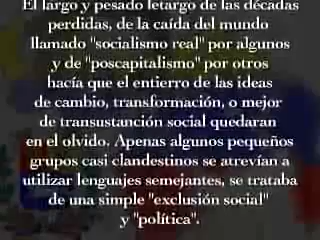 El largo y pesado letargo de las décadas
perdidas, de la caída del mundo
llamado "socialismo real" por algunos
y de "poscapitalismo" por otros
hacía que el entierro de las ideas
de cambio, transformación, o mejor
de transustanción social quedaran
en el olvido. Apenas algunos pequeños
grupos casi clandestinos se atrevían a
utilizar lenguajes semejantes, se trataba
de una simple "exclusión social"
y "política".